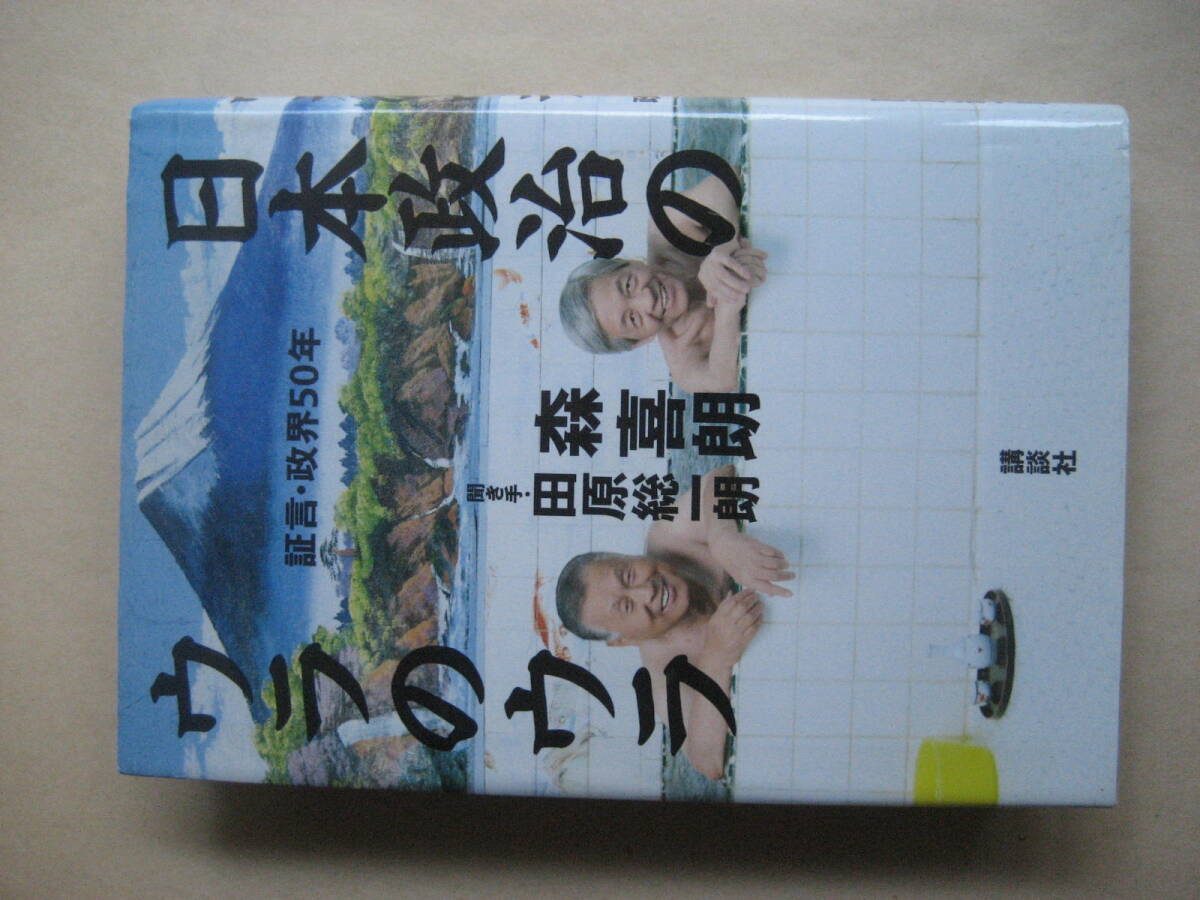 日本政治の
ウラのウラ
証言・政界50年
森喜朗
聞き手・田原総一朗
講談社